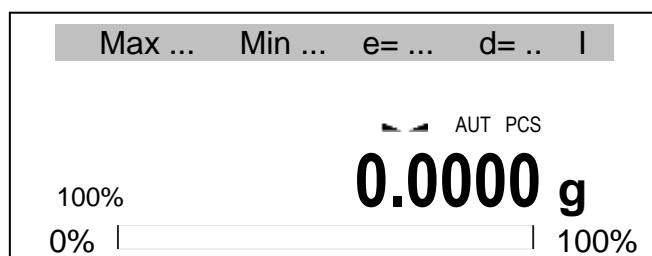 Max ... Min ... e= ... d= .. I
AUT PCS
0.0000 g
100%
0% 100%